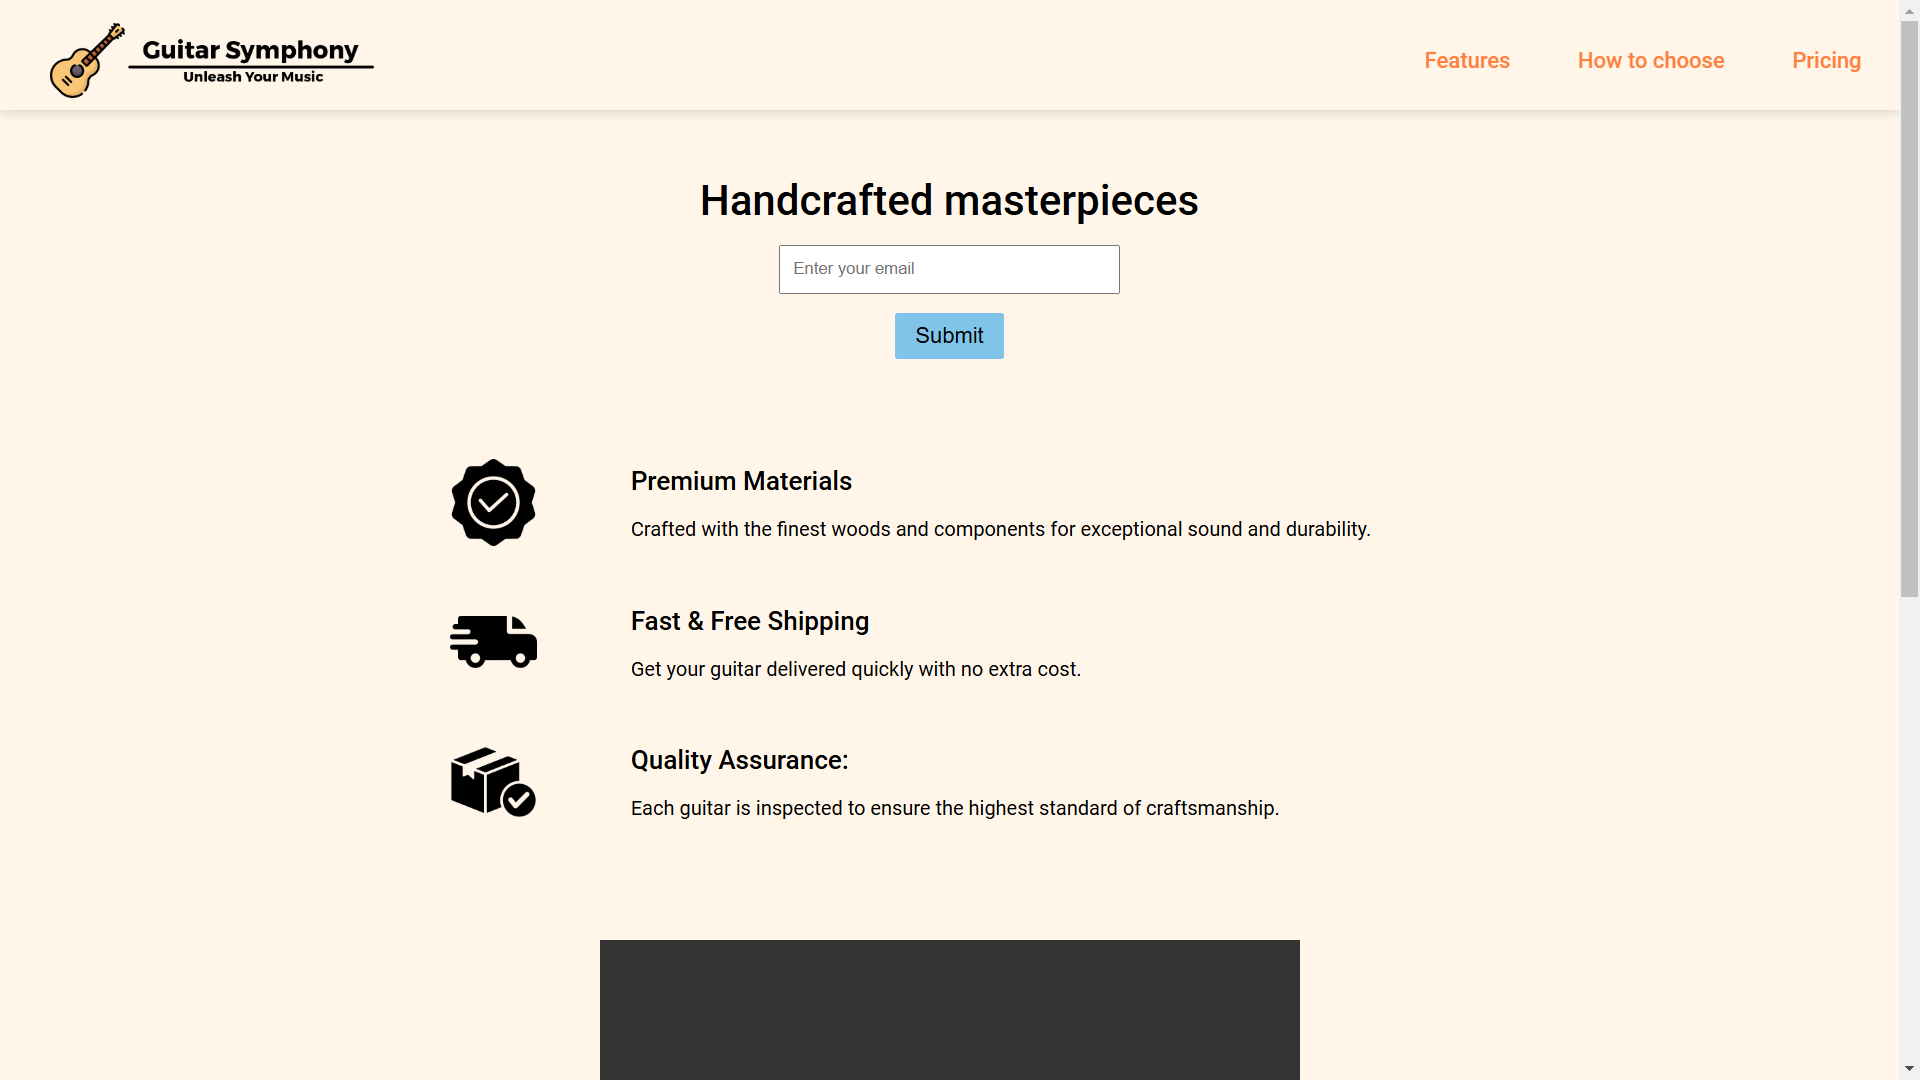 Guitar Symphony
Unleash Your Music
Features
How to choose
Pricing
Handcrafted masterpieces
Enter your email
Submit
Premium Materials
Crafted with the finest woods and components for exceptional sound and durability.
Fast & Free Shipping
Get your guitar delivered quickly with no extra cost.
Quality Assurance:
Each guitar is inspected to ensure the highest standard of craftsmanship.